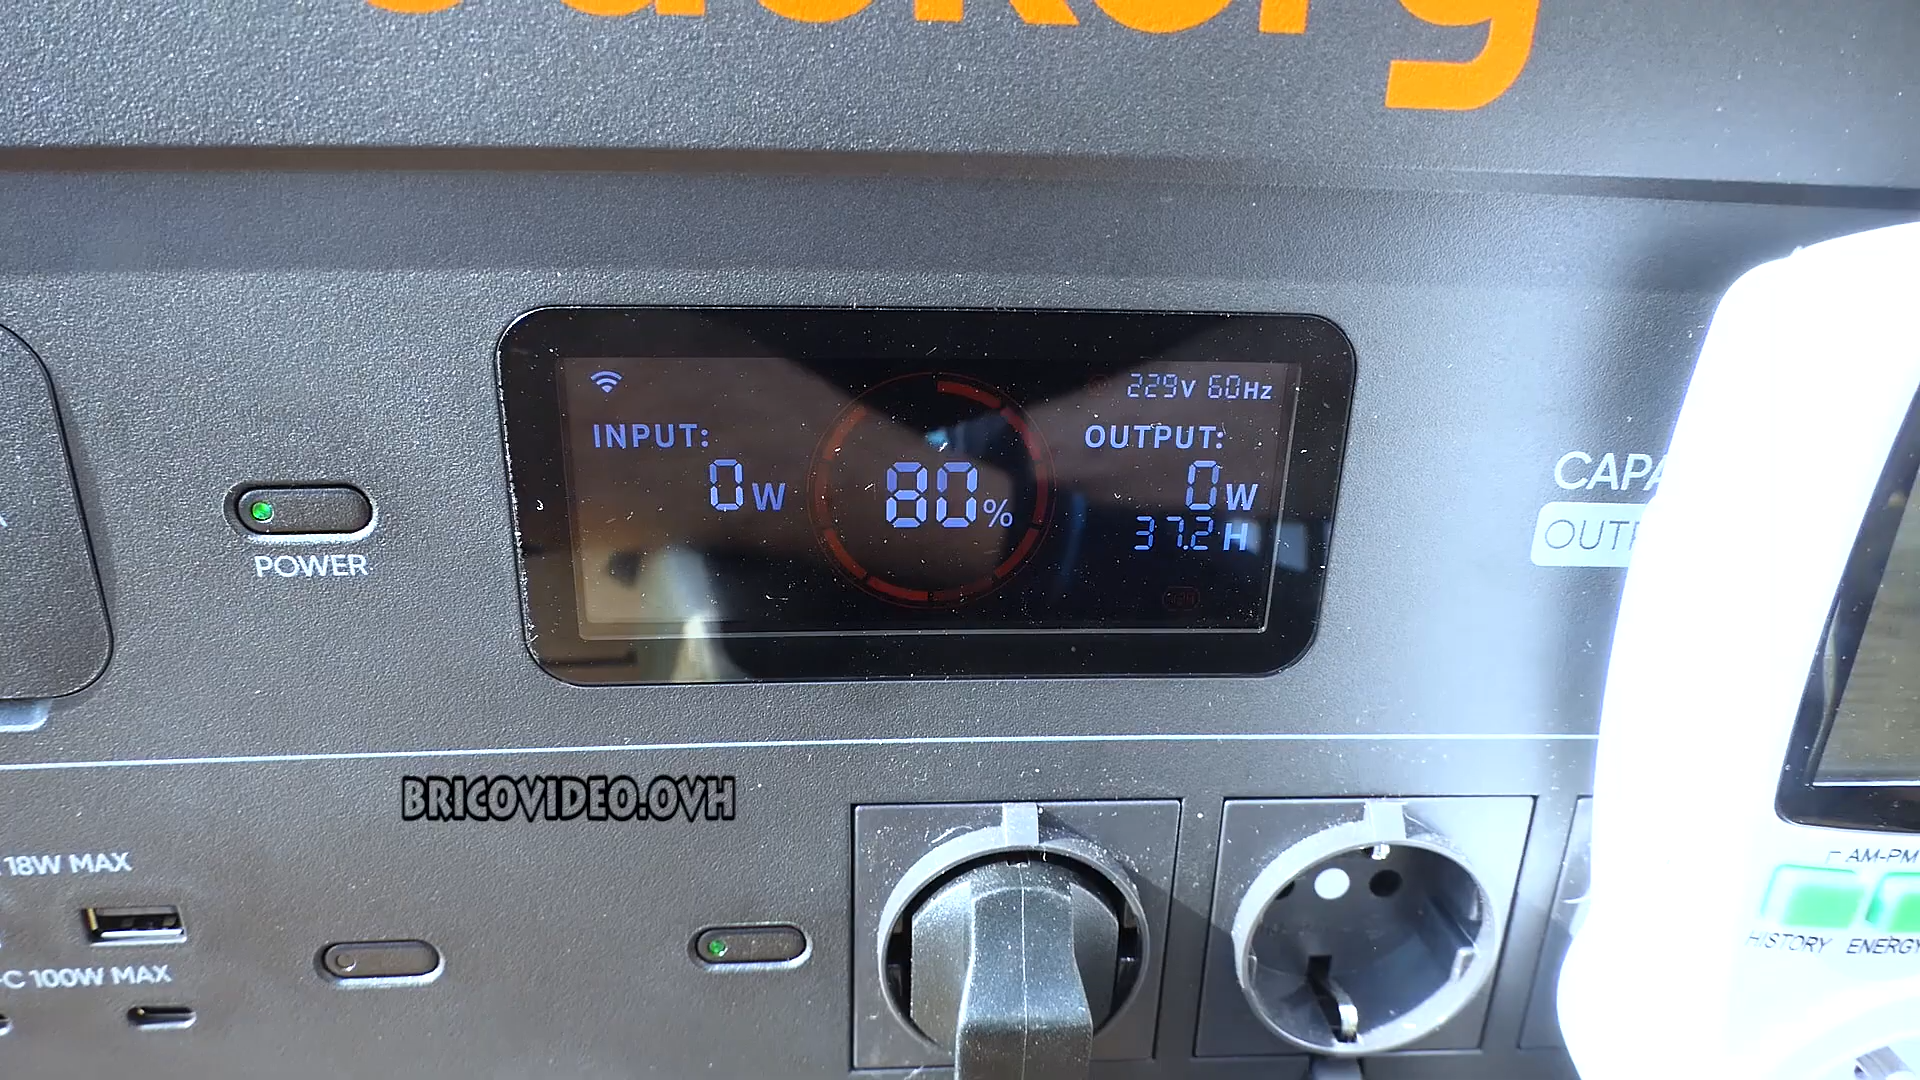 229V 60Hz
INPUT:
OUTPUT:
0W
80%
0W
37.2H
POWER
OUT
BRICOVIDEO.OVH
18W MAX
-C 100W MAX
AM-PM
HISTORY ENERGY